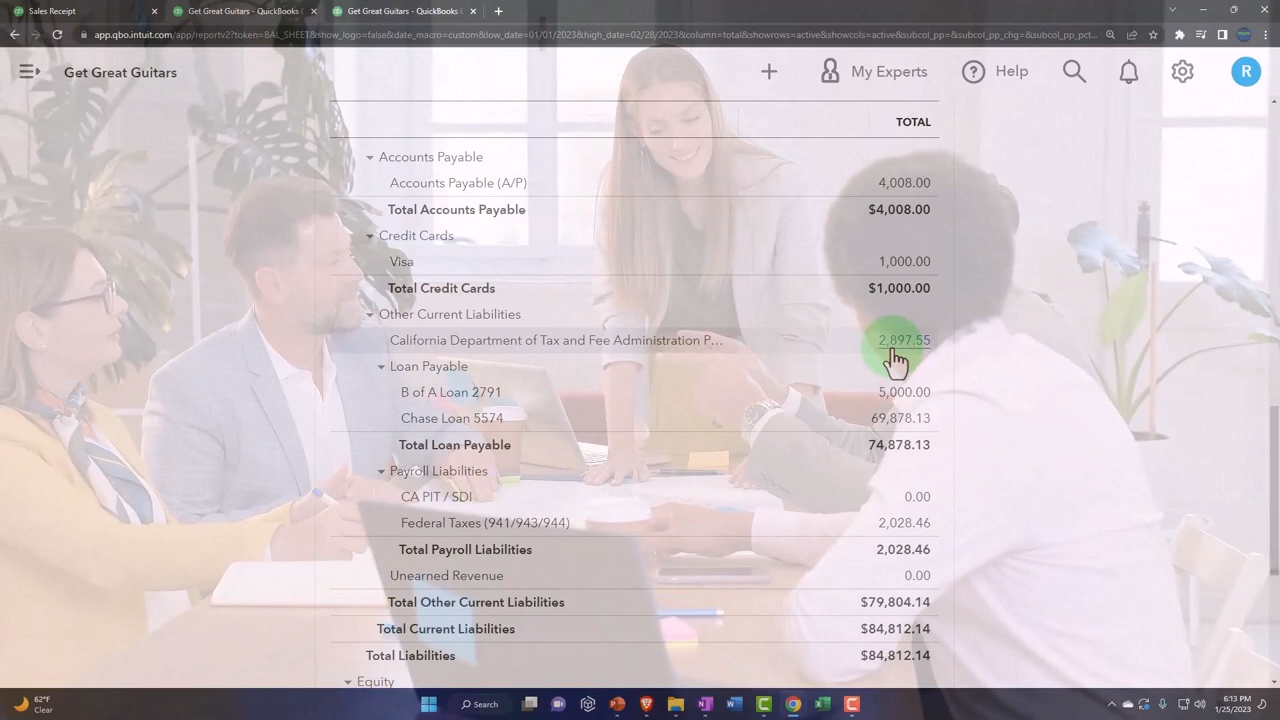 Sales Receipt
Get Great Guitars - QuickBooks
Get Great Guitars - QuickBooks
app.qbo.intuit.com/app/reportv2?token=BAL_SHEET&show_logo=false&date_macro=custom&low_date=01/01/2023&high_date=02/28/2023&column=total&showrows=active&showcols=active&subcol_pp=&subcol_pp_chg=&subcol_pp_pct...
Get Great Guitars
My Experts
Help
R
TOTAL
Accounts Payable
Accounts Payable (A/P) 4,008.00
Total Accounts Payable $4,008.00
Credit Cards
Visa 1,000.00
Total Credit Cards $1,000.00
Other Current Liabilities
California Department of Tax and Fee Administration P... 2,897.55
Loan Payable
B of A Loan 2791 5,000.00
Chase Loan 5574 69,878.13
Total Loan Payable 74,878.13
Payroll Liabilities
CA PIT / SDI 0.00
Federal Taxes (941/943/944) 2,028.46
Total Payroll Liabilities 2,028.46
Unearned Revenue 0.00
Total Other Current Liabilities $79,804.14
Total Current Liabilities $84,812.14
Total Liabilities $84,812.14
Equity
62°F
Clear
Search
6:13 PM
1/25/2023